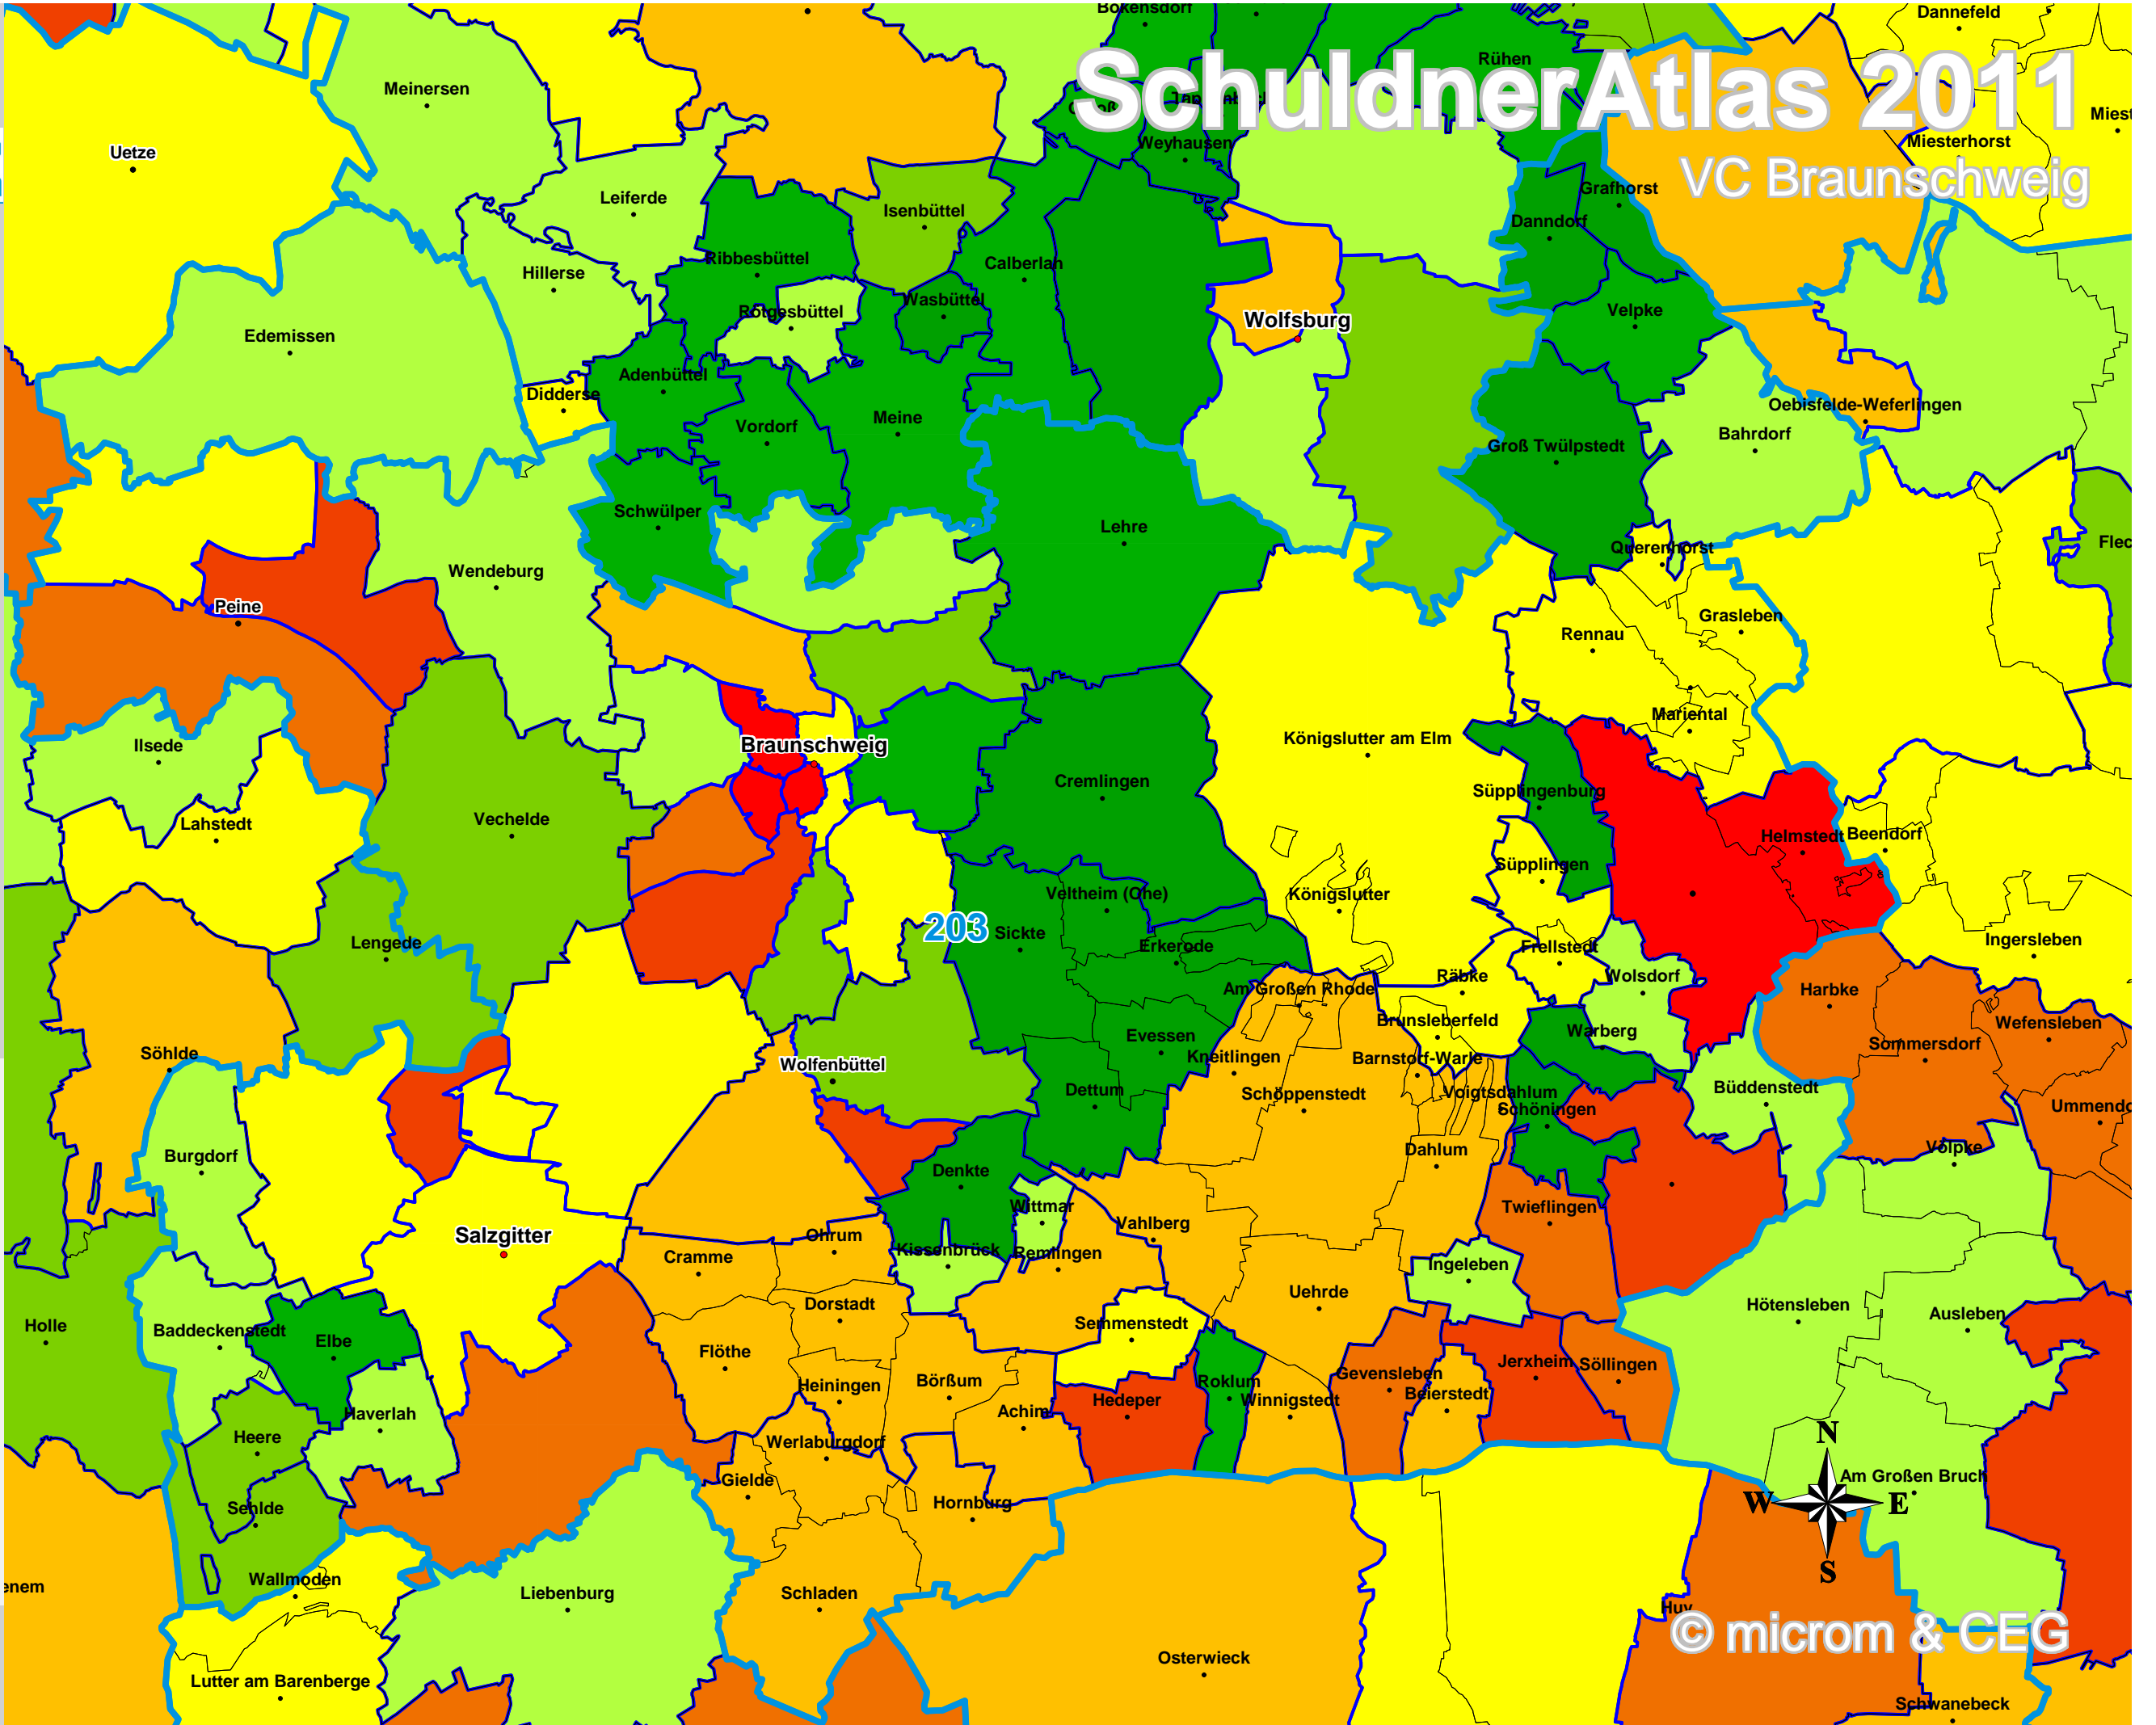 Bokensdorf
Dannefeld
SchuldnerAtlas 2011
VC Braunschweig
Rühen
Meinersen
Uetze
Weyhausen
Miesterhorst
Miest
Leiferde
Isenbüttel
Grafhorst
Danndorf
Hillerse
Ribbesbüttel
Calberlah
Rötgesbüttel
Wasbüttel
Wolfsburg
Velpke
Edemissen
Didderse
Adenbüttel
Vordorf
Meine
Oebisfelde-Weferlingen
Bahrdorf
Groß Twülpstedt
Schwülper
Lehre
Querenhorst
Flec
Wendeburg
Peine
Grasleben
Rennau
Mariental
Ilsede
Braunschweig
Königslutter am Elm
Cremlingen
Süpplingenburg
Lahstedt
Vechelde
Helmstedt
Beendorf
Süpplingen
Veltheim (Ohe)
Königslutter
Lengede
203
Sickte
Erkerode
Frellstedt
Ingersleben
Räbke
Wolsdorf
Am Großen Rhode
Harbke
Brunsleberfeld
Warberg
Wefensleben
Evessen
Sommersdorf
Söhlde
Kneitlingen
Barnstorf-Warle
Wolfenbüttel
Dettum
Schöppenstedt
Voigtsdahlum
Büddenstedt
Schöningen
Ummendo
Burgdorf
Denkte
Dahlum
Völpke
Wittmar
Twieflingen
Salzgitter
Vahlberg
Ohrum
Cramme
Kissenbrück
Remlingen
Ingeleben
Uehrde
Dorstadt
Hötensleben
Ausleben
Holle
Baddeckenstedt
Elbe
Semmenstedt
Flöthe
Jerxheim
Söllingen
Heiningen
Börßum
Roklum
Gevensleben
Hedeper
Winnigstedt
Beierstedt
Haverlah
Achim
Heere
Werlaburgdorf
N
Gielde
Am Großen Bruch
W
E
Sehlde
Hornburg
S
enem
Wallmoden
Liebenburg
Schladen
Huy
© microm & CEG
Lutter am Barenberge
Osterwieck
Schwanebeck